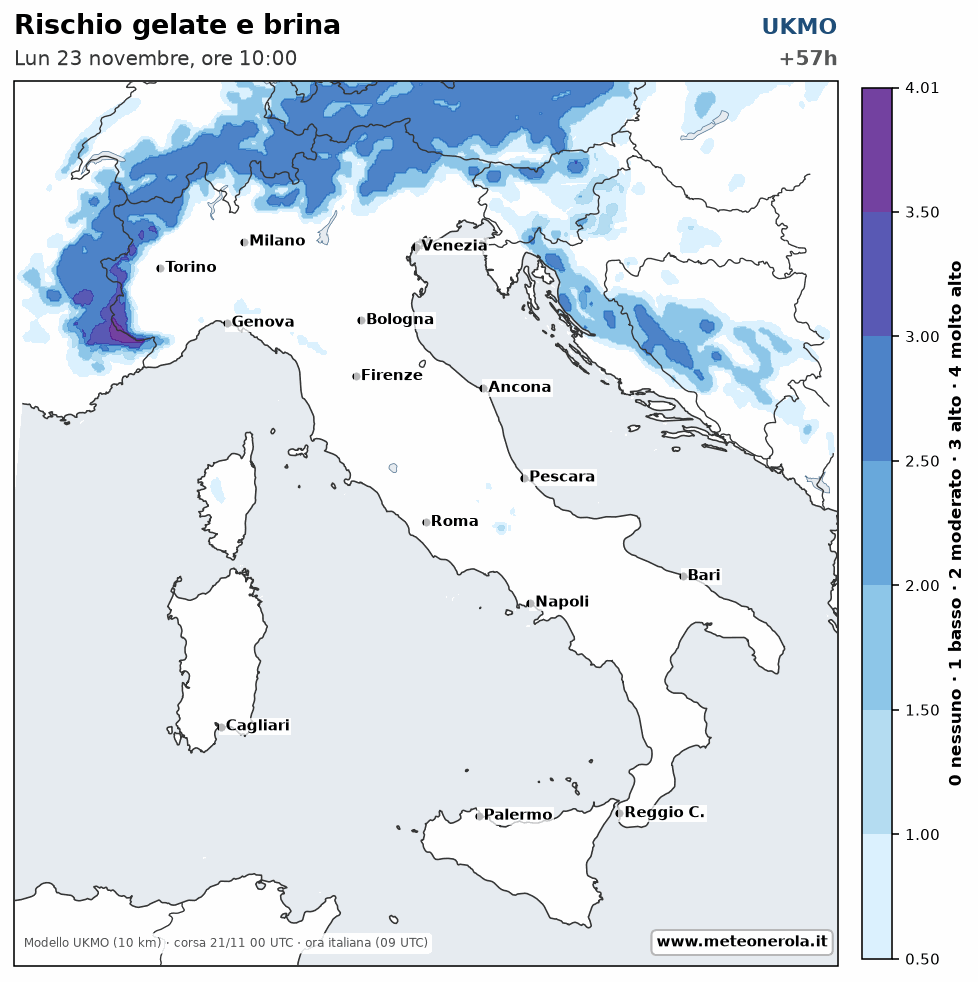 Rischio gelate e brina
UKMO
Lun 23 novembre, ore 10:00
+57h
4.01
3.50
3.00
2.50
2.00
1.50
1.00
0.50
0 nessuno · 1 basso · 2 moderato · 3 alto · 4 molto alto
Milano
Venezia
Torino
Genova
Bologna
Firenze
Ancona
Pescara
Roma
Bari
Napoli
Cagliari
Palermo
Reggio C.
Modello UKMO (10 km) · corsa 21/11 00 UTC · ora italiana (09 UTC)
www.meteonerola.it